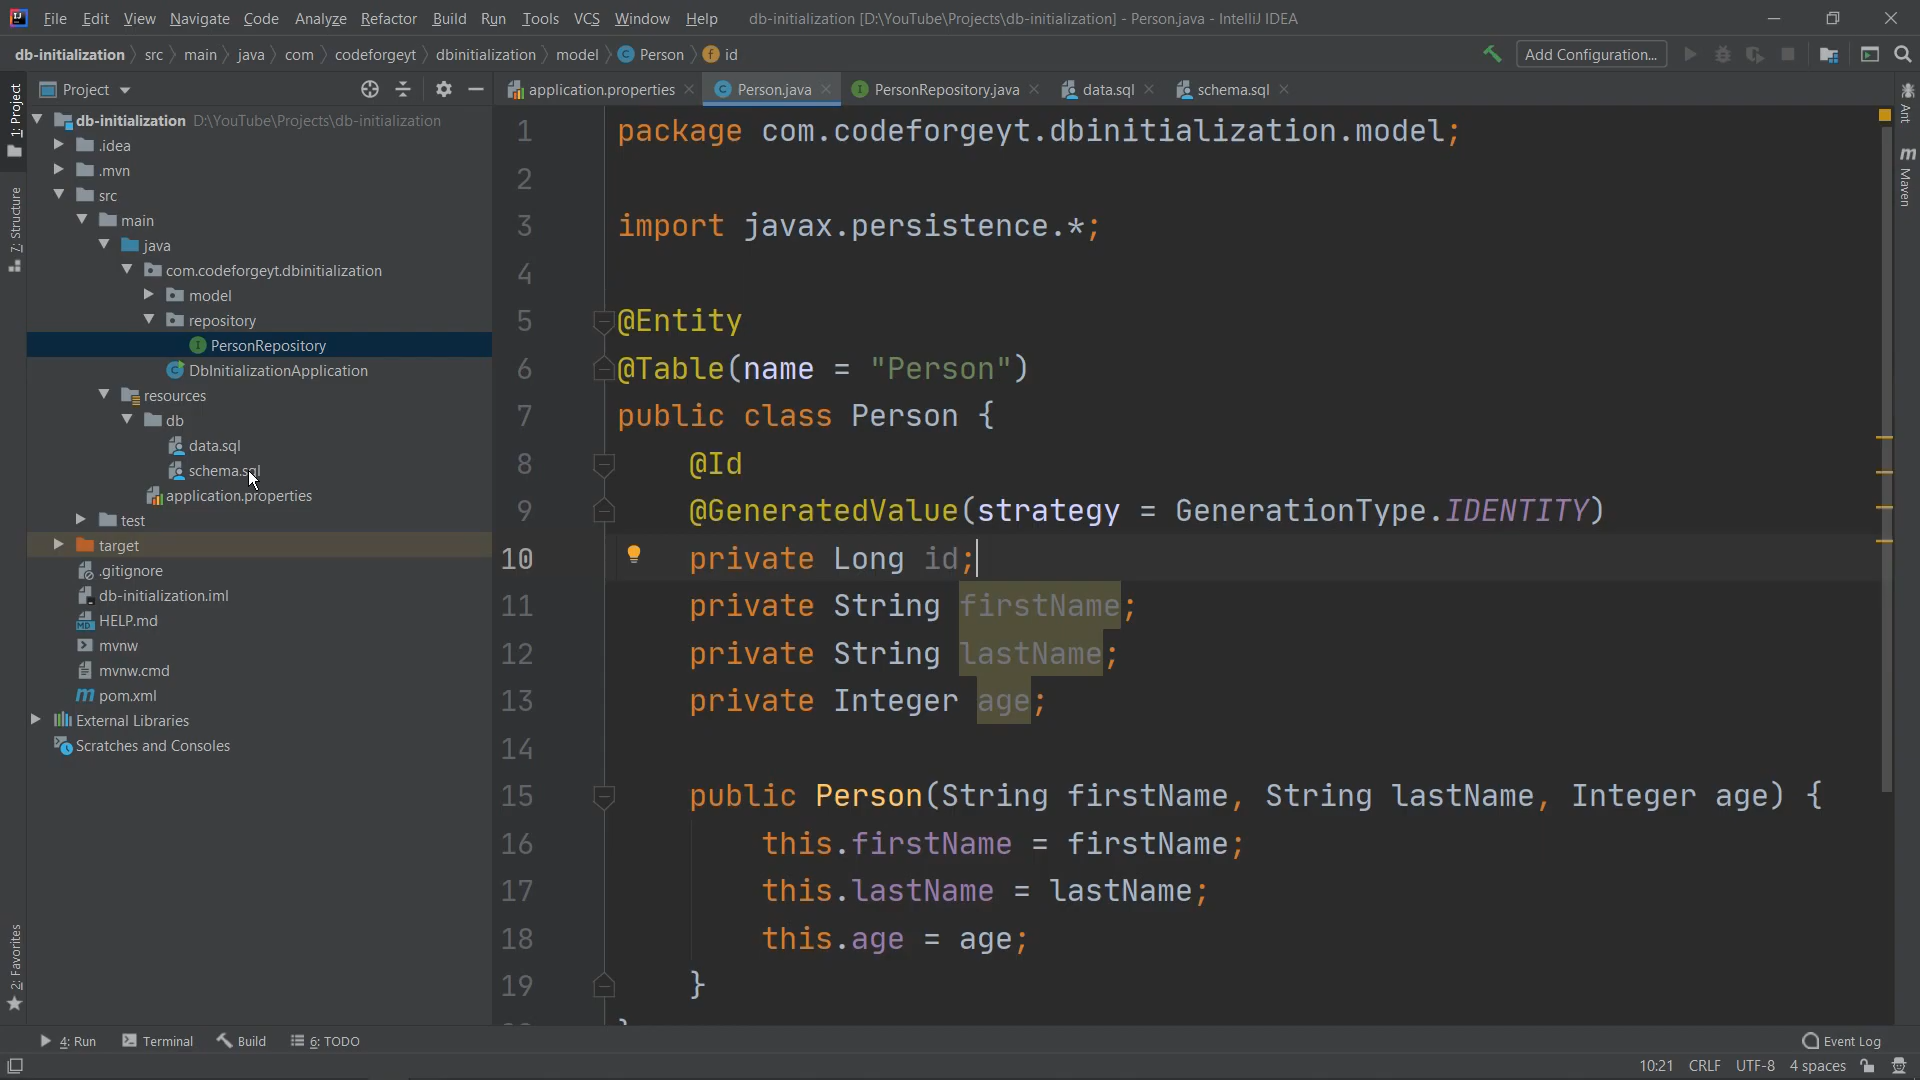 File Edit View Navigate Code Analyze Refactor Build Run Tools VCS Window Help db-initialization [D:\YouTube\Projects\db-initialization] - Person.java - IntelliJ IDEA
db-initialization src main java com codeforgeyt dbinitialization model Person id Add Configuration...
1: Project
7: Structure
2: Favorites
Project
db-initialization D:\YouTube\Projects\db-initialization
.idea
.mvn
src
main
java
com.codeforgeyt.dbinitialization
model
repository
PersonRepository
DbInitializationApplication
resources
db
data.sql
schema.sql
application.properties
test
target
.gitignore
db-initialization.iml
HELP.md
mvnw
mvnw.cmd
pom.xml
External Libraries
Scratches and Consoles
application.properties Person.java PersonRepository.java data.sql schema.sql
1 package com.codeforgeyt.dbinitialization.model;
2
3 import javax.persistence.*;
4
5 @Entity
6 @Table(name = "Person")
7 public class Person {
8 @Id
9 @GeneratedValue(strategy = GenerationType.IDENTITY)
10 private Long id;
11 private String firstName;
12 private String lastName;
13 private Integer age;
14
15 public Person(String firstName, String lastName, Integer age) {
16 this.firstName = firstName;
17 this.lastName = lastName;
18 this.age = age;
19 }
Ant
Maven
4: Run Terminal Build 6: TODO Event Log
10:21 CRLF UTF-8 4 spaces